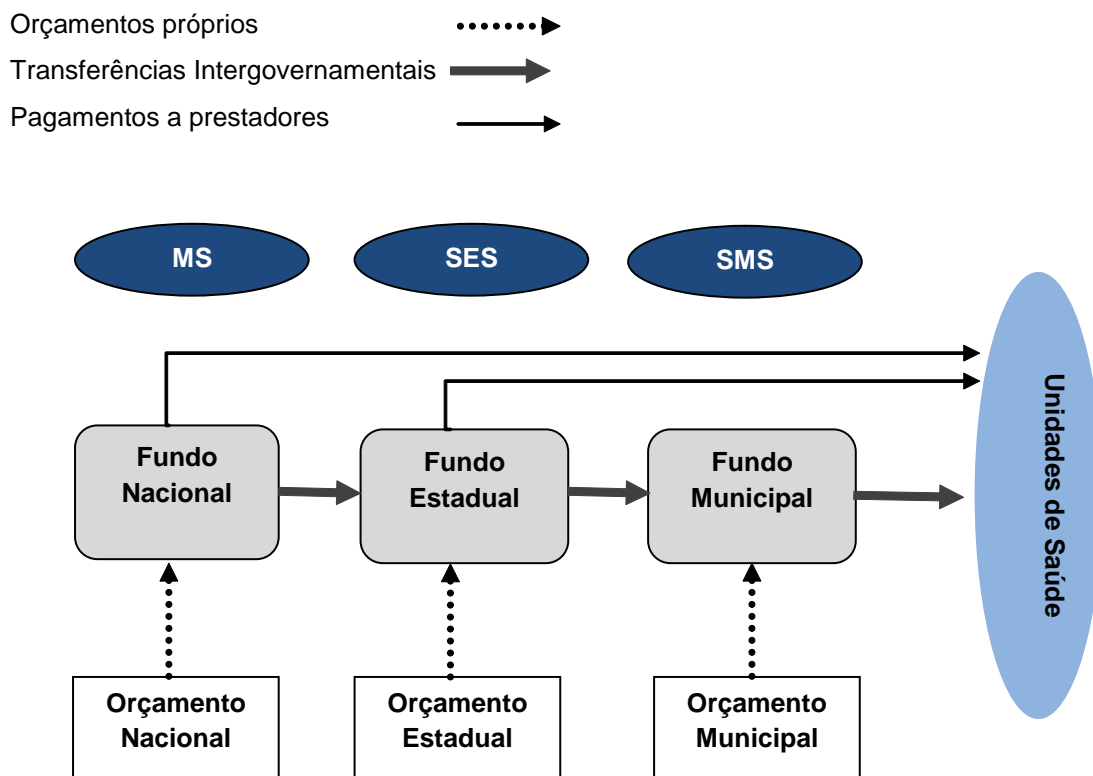 Orçamentos próprios
Transferências Intergovernamentais
Pagamentos a prestadores
MS
SES
SMS
Fundo
Nacional
Fundo
Estadual
Fundo
Municipal
Unidades de Saúde
Orçamento
Nacional
Orçamento
Estadual
Orçamento
Municipal